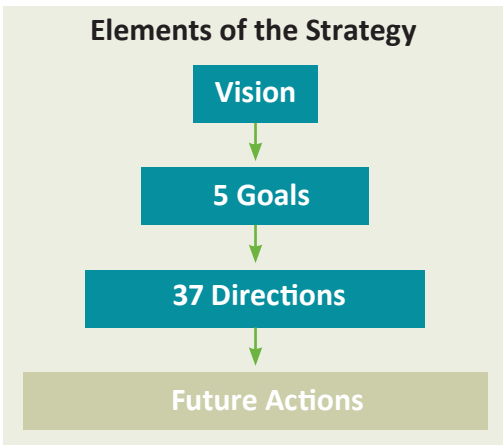 Elements of the Strategy
Vision
5 Goals
37 Directions
Future Actions